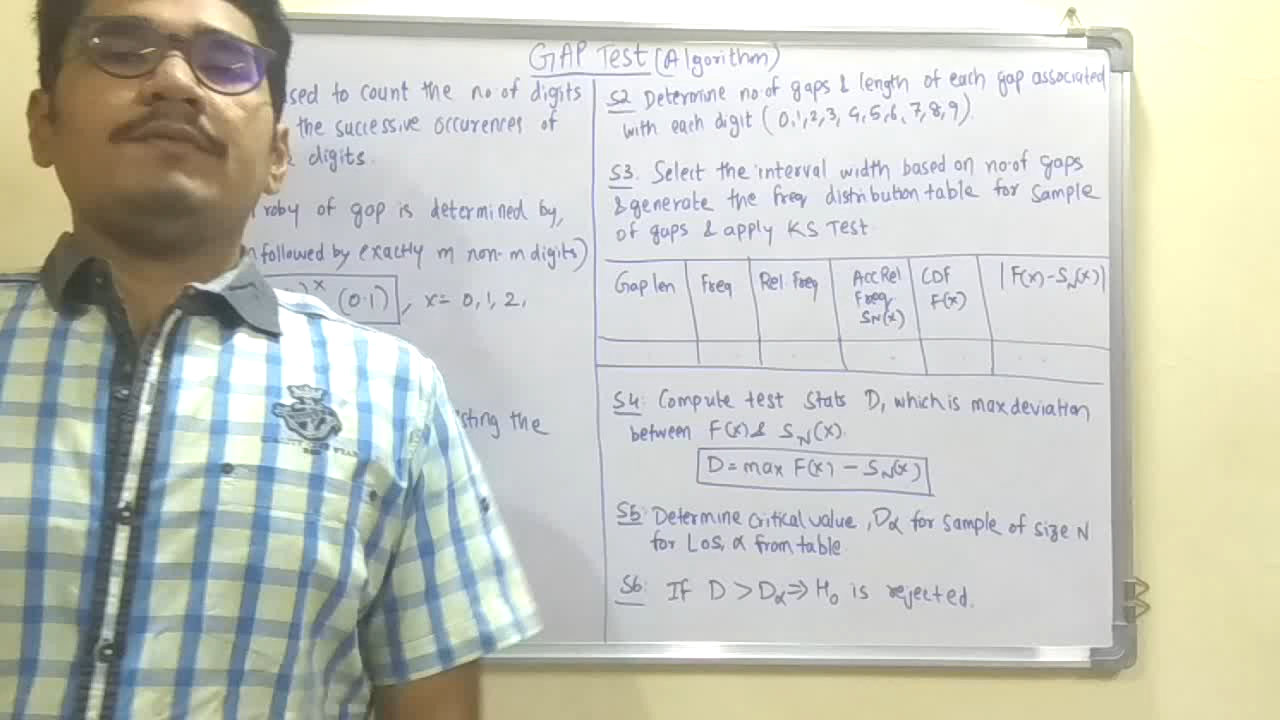 GAP Test (Algorithm)
sed to count the no of digits
the successive occurences of
digits.
roby of gap is determined by,
followed by exactly m non-m digits)
x (0.1), x = 0, 1, 2,
sting the
S2 Determine no.of gaps & length of each gap associated
with each digit (0,1,2,3,4,5,6,7,8,9).
S3. Select the interval width based on no.of gaps
& generate the freq distribution table for sample
of gaps & apply KS Test
Gap len Freq Rel. freq Acc Rel Freq SN(x) CDF F(x) |F(x) - SN(x)|
S4: Compute test stats D, which is max deviation
between F(x) & SN(x).
D = max F(x) - SN(x)
S5: Determine critical value, Dα for sample of size N
for LOS, α from table
S6: If D > Dα ⇒ H0 is rejected.